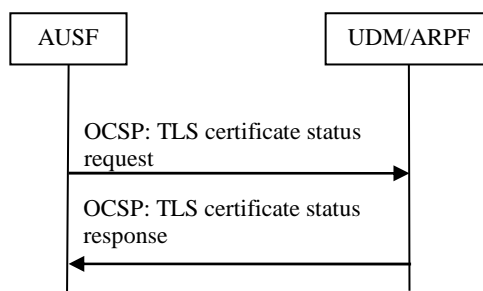 AUSF
UDM/ARPF
OCSP: TLS certificate status
request
OCSP: TLS certificate status
response